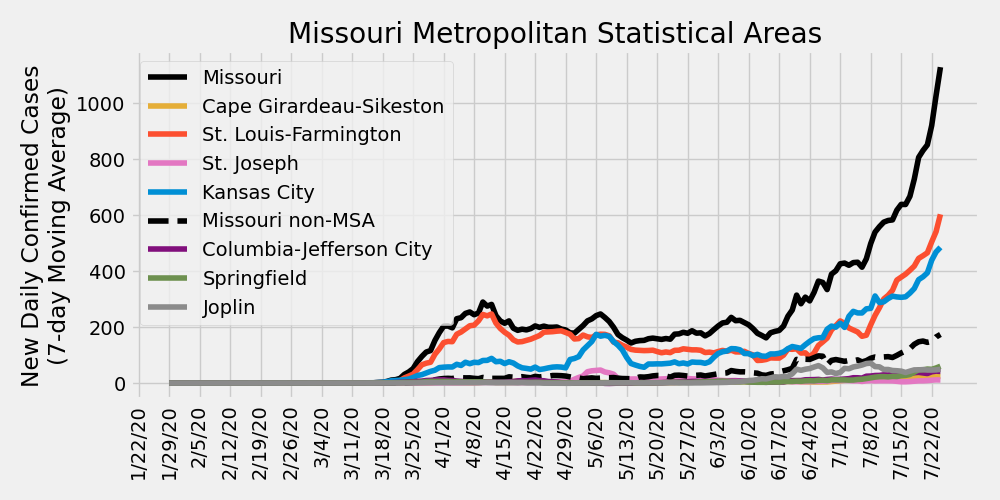 Missouri Metropolitan Statistical Areas
New Daily Confirmed Cases
(7-day Moving Average)
1000
800
600
400
200
0
Missouri
Cape Girardeau-Sikeston
St. Louis-Farmington
St. Joseph
Kansas City
Missouri non-MSA
Columbia-Jefferson City
Springfield
Joplin
1/22/20
1/29/20
2/5/20
2/12/20
2/19/20
2/26/20
3/4/20
3/11/20
3/18/20
3/25/20
4/1/20
4/8/20
4/15/20
4/22/20
4/29/20
5/6/20
5/13/20
5/20/20
5/27/20
6/3/20
6/10/20
6/17/20
6/24/20
7/1/20
7/8/20
7/15/20
7/22/20